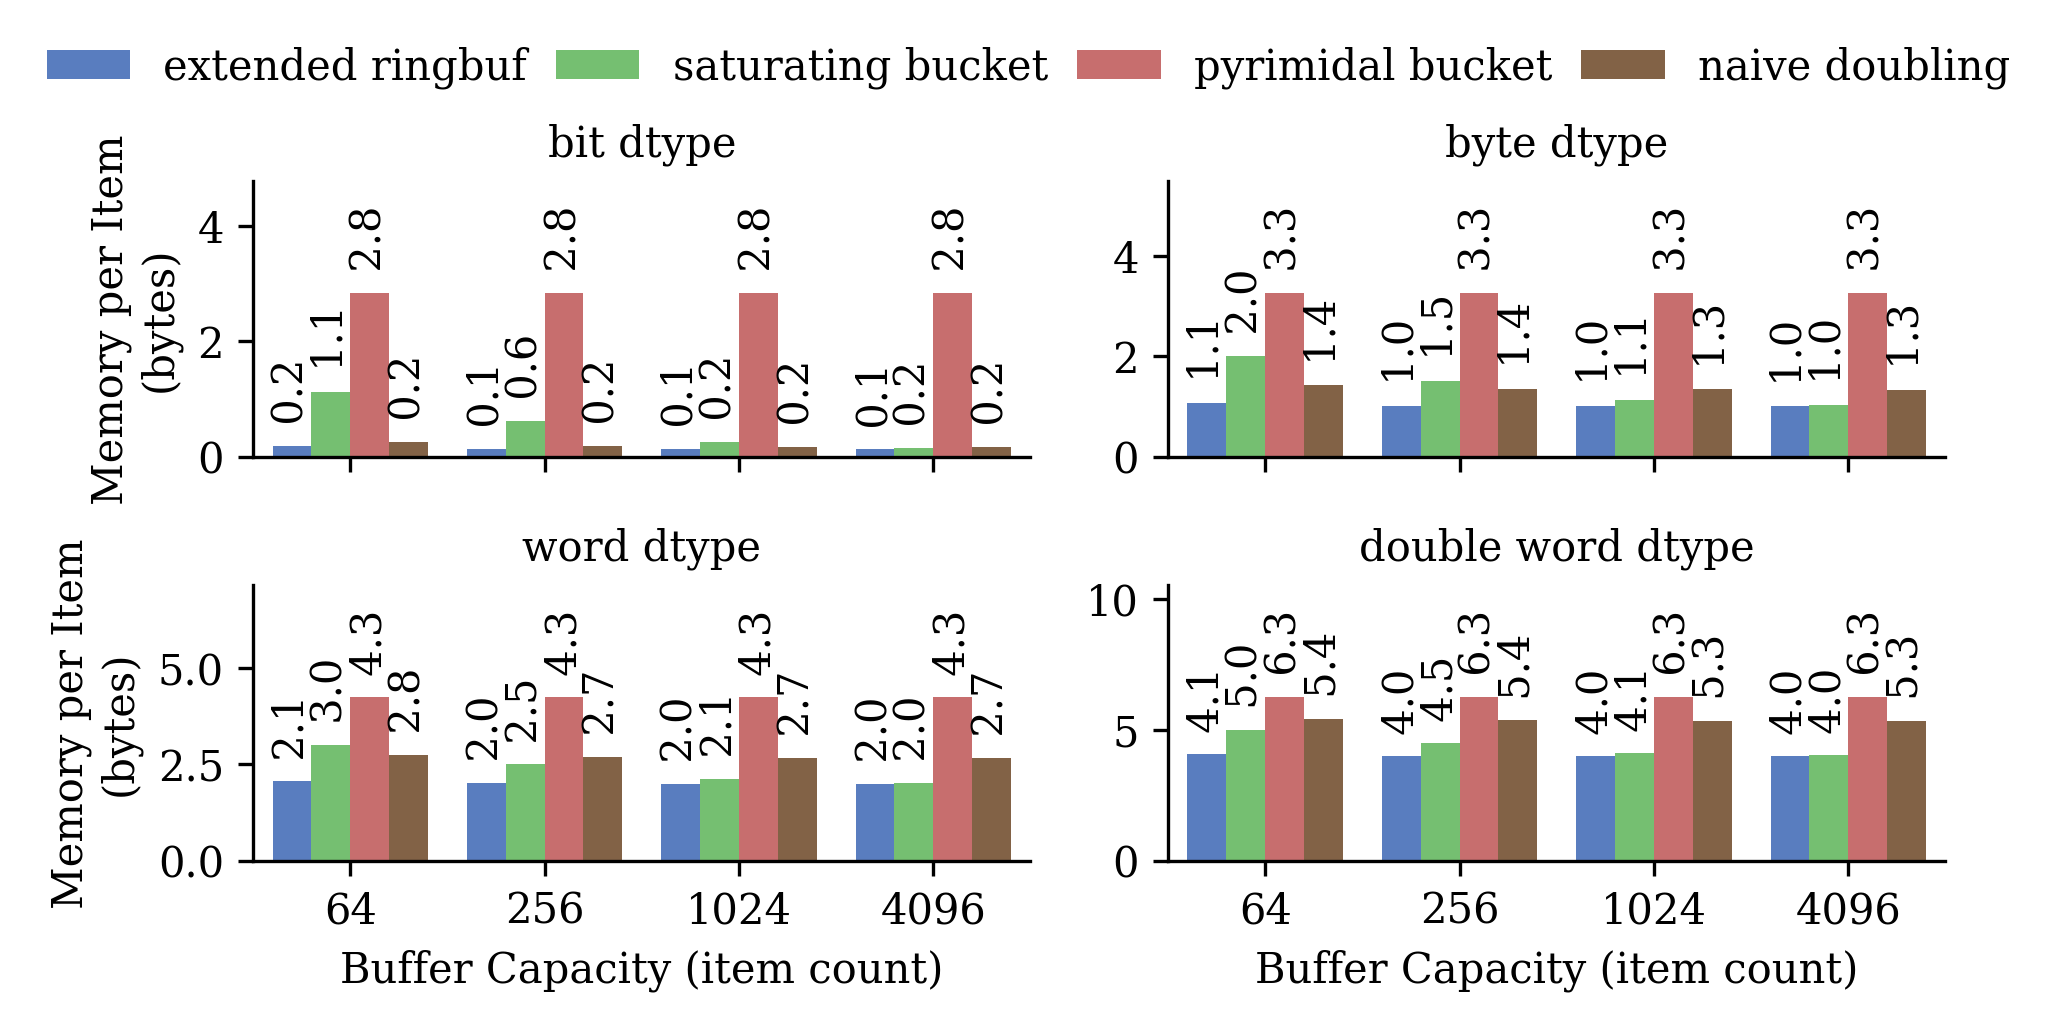 extended ringbuf saturating bucket pyrimidal bucket naive doubling
bit dtype
Memory per Item
(bytes)
4
2
0
0.2 1.1 2.8 0.2
0.1 0.6 2.8 0.2
0.1 0.2 2.8 0.2
0.1 0.2 2.8 0.2
byte dtype
4
2
0
1.1 2.0 3.3 1.4
1.0 1.5 3.3 1.4
1.0 1.1 3.3 1.3
1.0 1.0 3.3 1.3
word dtype
Memory per Item
(bytes)
5.0
2.5
0.0
2.1 3.0 4.3 2.8
2.0 2.5 4.3 2.7
2.0 2.1 4.3 2.7
2.0 2.0 4.3 2.7
64 256 1024 4096
Buffer Capacity (item count)
double word dtype
10
5
0
4.1 5.0 6.3 5.4
4.0 4.5 6.3 5.4
4.0 4.1 6.3 5.3
4.0 4.0 6.3 5.3
64 256 1024 4096
Buffer Capacity (item count)